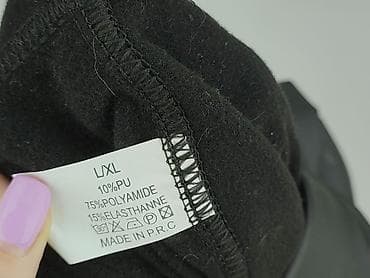 L/XL
10%PU
75%POLYAMIDE
15%ELASTHANNE
MADE IN P.R.C